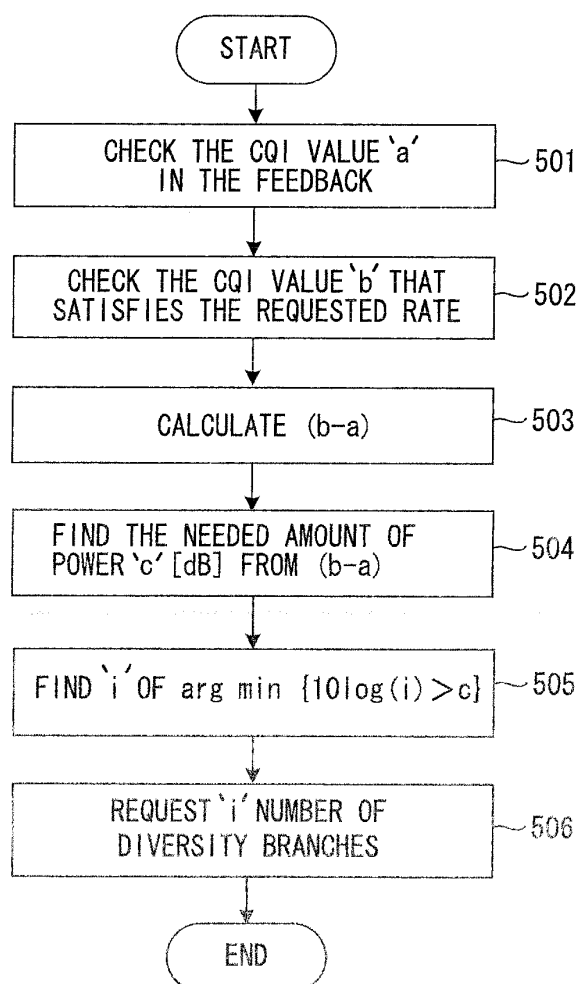 START
CHECK THE CQI VALUE 'a'
IN THE FEEDBACK
501
CHECK THE CQI VALUE 'b' THAT
SATISFIES THE REQUESTED RATE
502
CALCULATE (b-a)
503
FIND THE NEEDED AMOUNT OF
POWER 'c' [dB] FROM (b-a)
504
FIND 'i' OF arg min {10log(i)>c}
505
REQUEST 'i' NUMBER OF
DIVERSITY BRANCHES
506
END